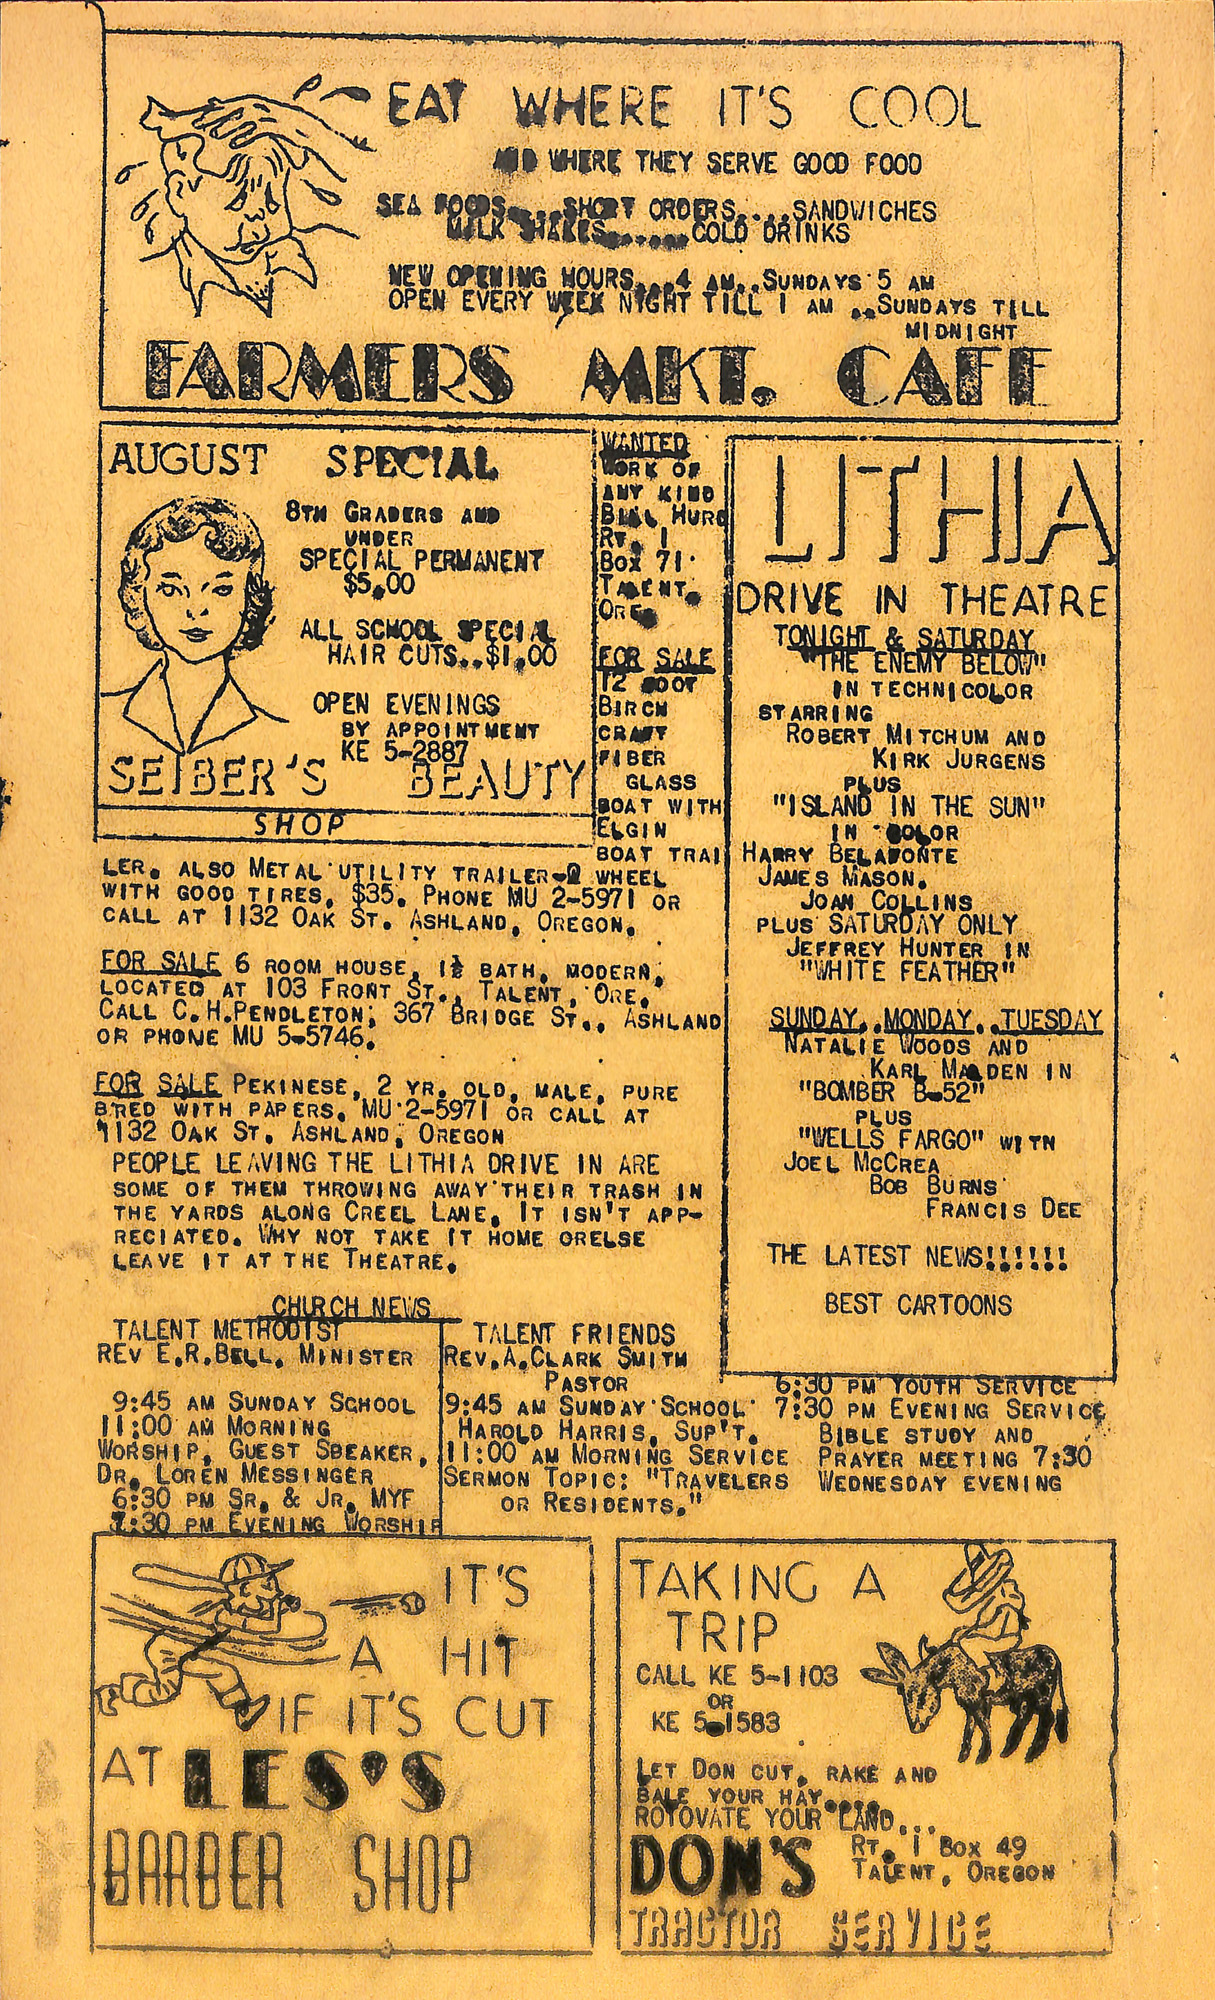 EAT WHERE IT'S COOL
AND WHERE THEY SERVE GOOD FOOD
SEA FOODS.....SHORT ORDERS.....SANDWICHES
MILK SHAKES......COLD DRINKS
NEW OPENING HOURS...4 AM..SUNDAYS 5 AM
OPEN EVERY WEEK NIGHT TILL 1 AM ..SUNDAYS TILL
MIDNIGHT
FARMERS MKT. CAFE
AUGUST SPECIAL
8TH GRADERS AND
UNDER
SPECIAL PERMANENT
$5.00
ALL SCHOOL SPECIAL
HAIR CUTS..$1.00
OPEN EVENINGS
BY APPOINTMENT
KE 5-2887
SEIBER'S BEAUTY
SHOP
WANTED
WORK OF
ANY KIND
BILL HURD
RT. 1
BOX 71
TALENT,
ORE.
FOR SALE
12 FOOT
BIRCH
CRAFT
FIBER
GLASS
BOAT WITH
ELGIN
BOAT TRAI
LER. ALSO METAL UTILITY TRAILER-2 WHEEL
WITH GOOD TIRES, $35. PHONE MU 2-5971 OR
CALL AT 1132 OAK ST. ASHLAND, OREGON.
FOR SALE 6 ROOM HOUSE, 1½ BATH, MODERN,
LOCATED AT 103 FRONT ST., TALENT, ORE.
CALL C.H.PENDLETON, 367 BRIDGE ST., ASHLAND
OR PHONE MU 5-5746.
FOR SALE PEKINESE, 2 YR. OLD, MALE, PURE
BRED WITH PAPERS. MU 2-5971 OR CALL AT
1132 OAK ST. ASHLAND, OREGON
PEOPLE LEAVING THE LITHIA DRIVE IN ARE
SOME OF THEM THROWING AWAY THEIR TRASH IN
THE YARDS ALONG CREEL LANE. IT ISN'T APP-
RECIATED. WHY NOT TAKE IT HOME ORELSE
LEAVE IT AT THE THEATRE.
LITHIA
DRIVE IN THEATRE
TONIGHT & SATURDAY
"THE ENEMY BELOW"
IN TECHNICOLOR
STARRING
ROBERT MITCHUM AND
KIRK JURGENS
PLUS
"ISLAND IN THE SUN"
IN COLOR
HARRY BELAFONTE
JAMES MASON.
JOAN COLLINS
PLUS SATURDAY ONLY
JEFFREY HUNTER IN
"WHITE FEATHER"
SUNDAY..MONDAY..TUESDAY
NATALIE WOODS AND
KARL MALDEN IN
"BOMBER B-52"
PLUS
"WELLS FARGO" WITH
JOEL MCCREA
BOB BURNS
FRANCIS DEE
THE LATEST NEWS!!!!!!
BEST CARTOONS
CHURCH NEWS
TALENT METHODIST
REV E.R.BELL, MINISTER
9:45 AM SUNDAY SCHOOL
11:00 AM MORNING
WORSHIP, GUEST SBEAKER,
DR. LOREN MESSINGER
6:30 PM SR. & JR. MYF
7:30 PM EVENING WORSHIP
TALENT FRIENDS
REV.A.CLARK SMITH
PASTOR
9:45 AM SUNDAY SCHOOL
HAROLD HARRIS, SUP'T.
11:00 AM MORNING SERVICE
SERMON TOPIC: "TRAVELERS
OR RESIDENTS."
6:30 PM YOUTH SERVICE
7:30 PM EVENING SERVICE
BIBLE STUDY AND
PRAYER MEETING 7:30
WEDNESDAY EVENING
IT'S
A HIT
IF IT'S CUT
AT LES'S
BARBER SHOP
TAKING A
TRIP
CALL KE 5-1103
OR
KE 5-1583
LET DON CUT, RAKE AND
BALE YOUR HAY....
ROTOVATE YOUR LAND...
DON'S RT. 1 BOX 49
TALENT, OREGON
TRACTOR SERVICE